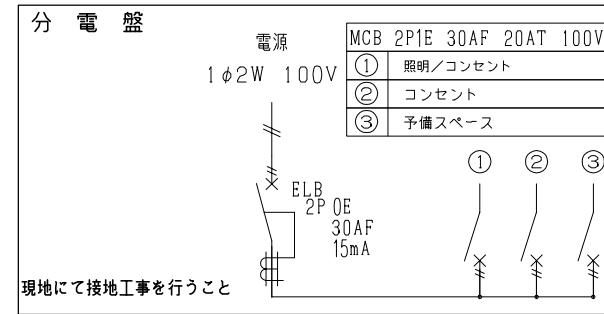 分電盤
電源
1φ2W 100V
MCB 2P1E 30AF 20AT 100V
① 照明/コンセント
② コンセント
③ 予備スペース
① ② ③
ELB
2P 0E
30AF
15mA
現地にて接地工事を行うこと